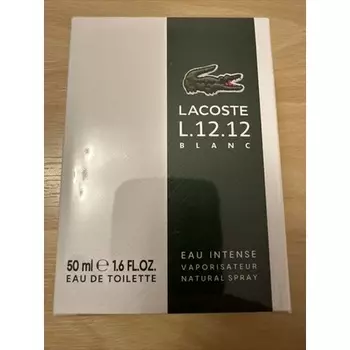 LACOSTE
L.12.12
BLANC
EAU INTENSE
VAPORISATEUR
NATURAL SPRAY
50 ml ℮ 1.6 FL.OZ.
EAU DE TOILETTE